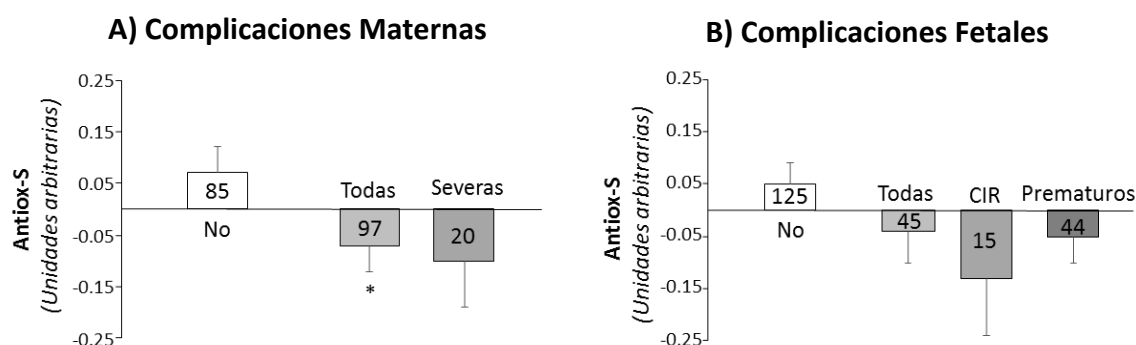 A) Complicaciones Maternas
Antiox-S
(Unidades arbitrarias)
0.25
0.15
0.05
-0.05
-0.15
-0.25
85
No
Todas
97
*
Severas
20
B) Complicaciones Fetales
Antiox-S
(Unidades arbitrarias)
0.25
0.15
0.05
-0.05
-0.15
-0.25
125
No
Todas
45
CIR
15
Prematuros
44